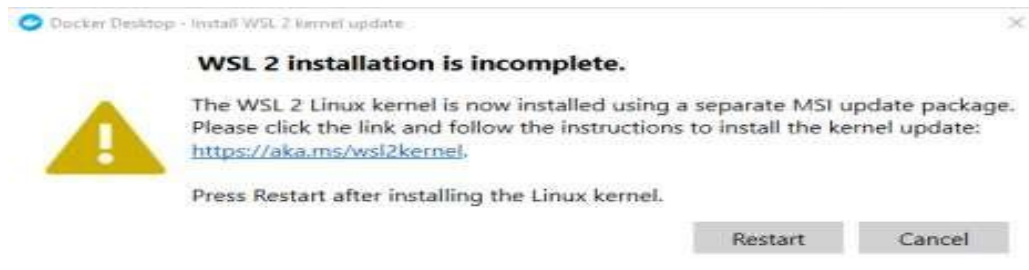 Docker Desktop - Install WSL 2 kernel update
WSL 2 installation is incomplete.
The WSL 2 Linux kernel is now installed using a separate MSI update package.
Please click the link and follow the instructions to install the kernel update:
https://aka.ms/wsl2kernel.
Press Restart after installing the Linux kernel.
Restart Cancel